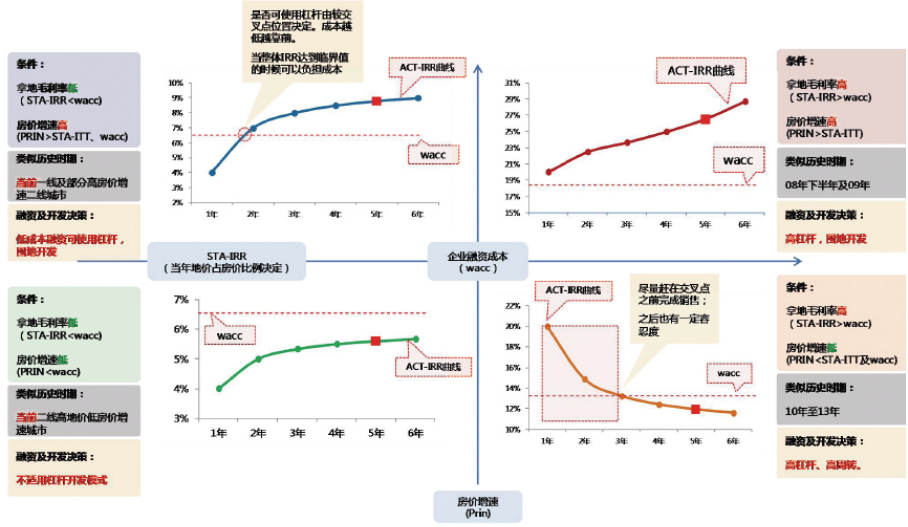 条件：
拿地毛利率低
（STA-IRR<wacc)
房价增速高
(PRIN>STA-ITT、wacc)
类似历史时期：
当前一线及部分高房价增
速二线城市
融资及开发决策：
低成本融资可使用杠杆，
囤地开发
是否可使用杠杆由较交
叉点位置决定。成本越
低越靠前。
当整体IRR达到临界值
的时候可以负担成本
10%
9%
8%
7%
6%
5%
4%
3%
2%
1年
2年
3年
4年
5年
6年
ACT-IRR曲线
wacc
31%
29%
27%
25%
23%
21%
19%
17%
15%
1年
2年
3年
4年
5年
6年
ACT-IRR曲线
wacc
条件：
拿地毛利率高
（STA-IRR>wacc)
房价增速高
(PRIN>STA-ITT)
类似历史时期：
08年下半年及09年
融资及开发决策：
高杠杆，囤地开发
STA-IRR
（当年地价占房价比例决定）
企业融资成本
（wacc）
条件：
拿地毛利率低
（STA-IRR<wacc)
房价增速低
(PRIN<wacc)
类似历史时期：
当前二线高地价低房价增
速城市
融资及开发决策：
不适用杠杆开发模式
7%
6%
5%
4%
3%
1年
2年
3年
4年
5年
6年
wacc
ACT-IRR曲线
22%
20%
18%
16%
14%
12%
10%
1年
2年
3年
4年
5年
6年
ACT-IRR曲线
尽量赶在交叉点
之前完成销售；
之后也有一定容
忍度
wacc
条件：
拿地毛利率高
（STA-IRR>wacc)
房价增速低
(PRIN<STA-ITT及wacc)
类似历史时期：
10年至13年
融资及开发决策：
高杠杆、高周转。
房价增速
(Prin)